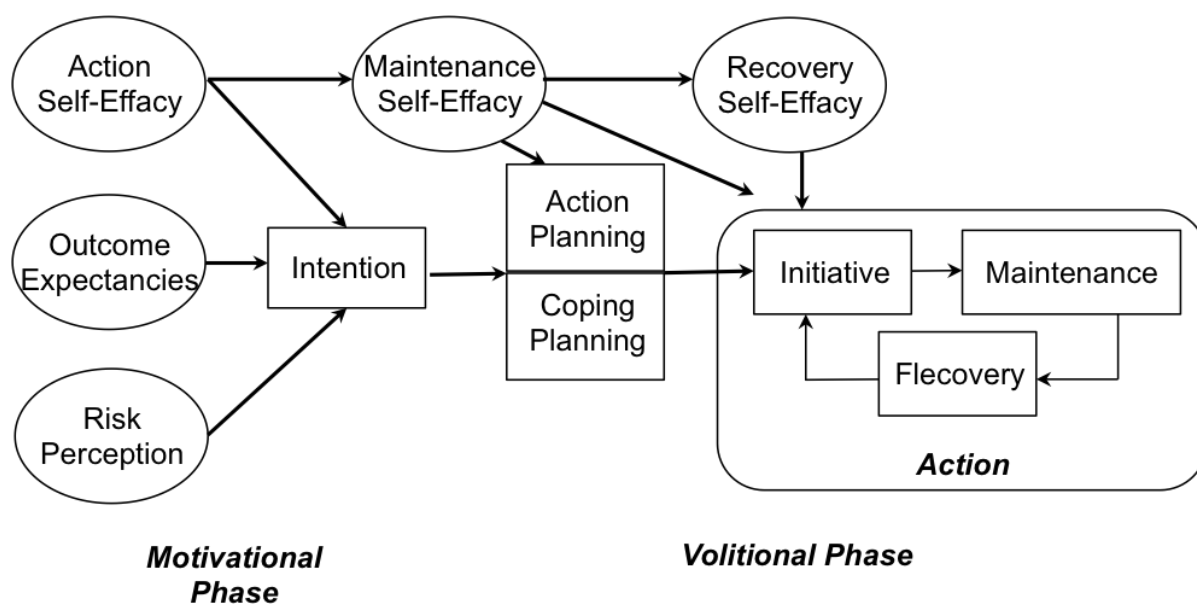 Action
Self-Effacy
Maintenance
Self-Effacy
Recovery
Self-Effacy
Outcome
Expectancies
Intention
Action
Planning
Coping
Planning
Initiative
Maintenance
Flecovery
Risk
Perception
Action
Motivational
Phase
Volitional Phase